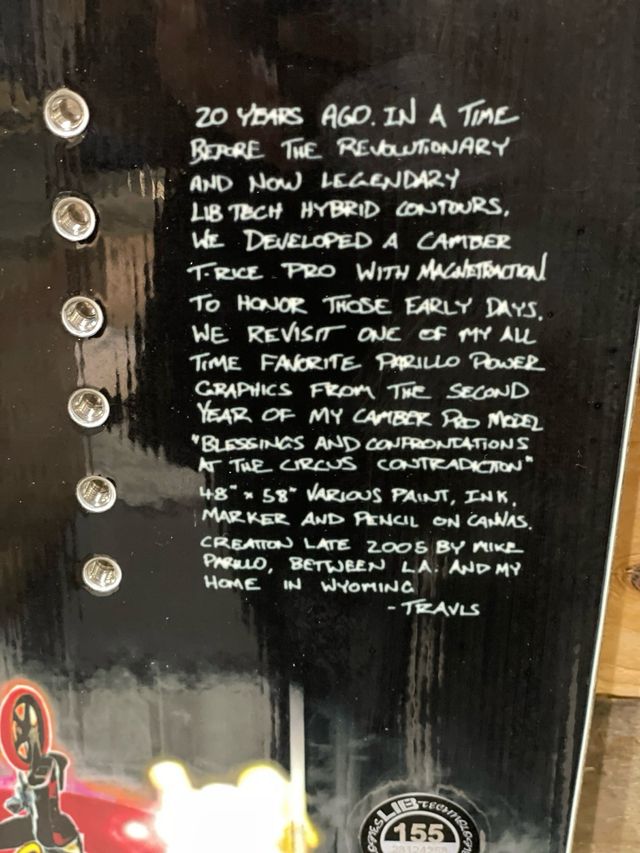 20 YEARS AGO. IN A TIME
BEFORE THE REVOLUTIONARY
AND NOW LEGENDARY
LIB TECH HYBRID CONTOURS,
WE DEVELOPED A CAMBER
T.RICE PRO WITH MAGNETRACTION
TO HONOR THOSE EARLY DAYS,
WE REVISIT ONE OF MY ALL
TIME FAVORITE PARILLO POWER
GRAPHICS FROM THE SECOND
YEAR OF MY CAMBER PRO MODEL
"BLESSINGS AND CONFRONTATIONS
AT THE CIRCUS CONTRADICTION"
48" x 58" VARIOUS PAINT, INK,
MARKER AND PENCIL ON CANVAS.
CREATION LATE 2005 BY MIKE
PARILLO, BETWEEN L.A. AND MY
HOME IN WYOMING
- TRAVIS
LIB TECHNOLOGIES
155